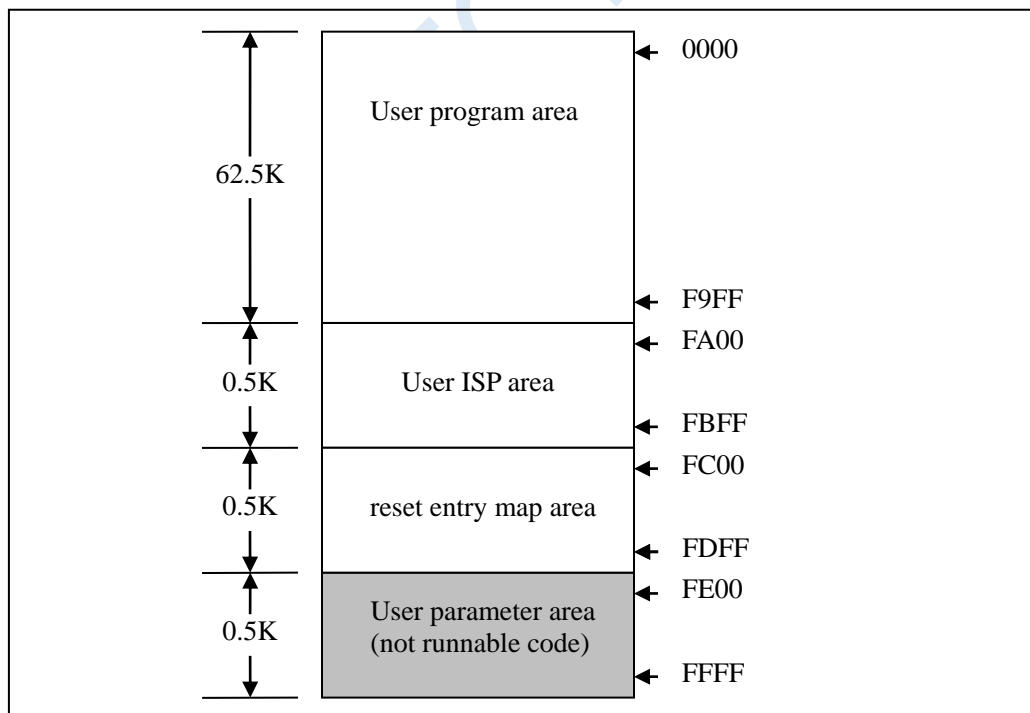 0000
User program area
62.5K
F9FF
FA00
User ISP area
0.5K
FBFF
FC00
reset entry map area
0.5K
FDFF
FE00
User parameter area
(not runnable code)
0.5K
FFFF